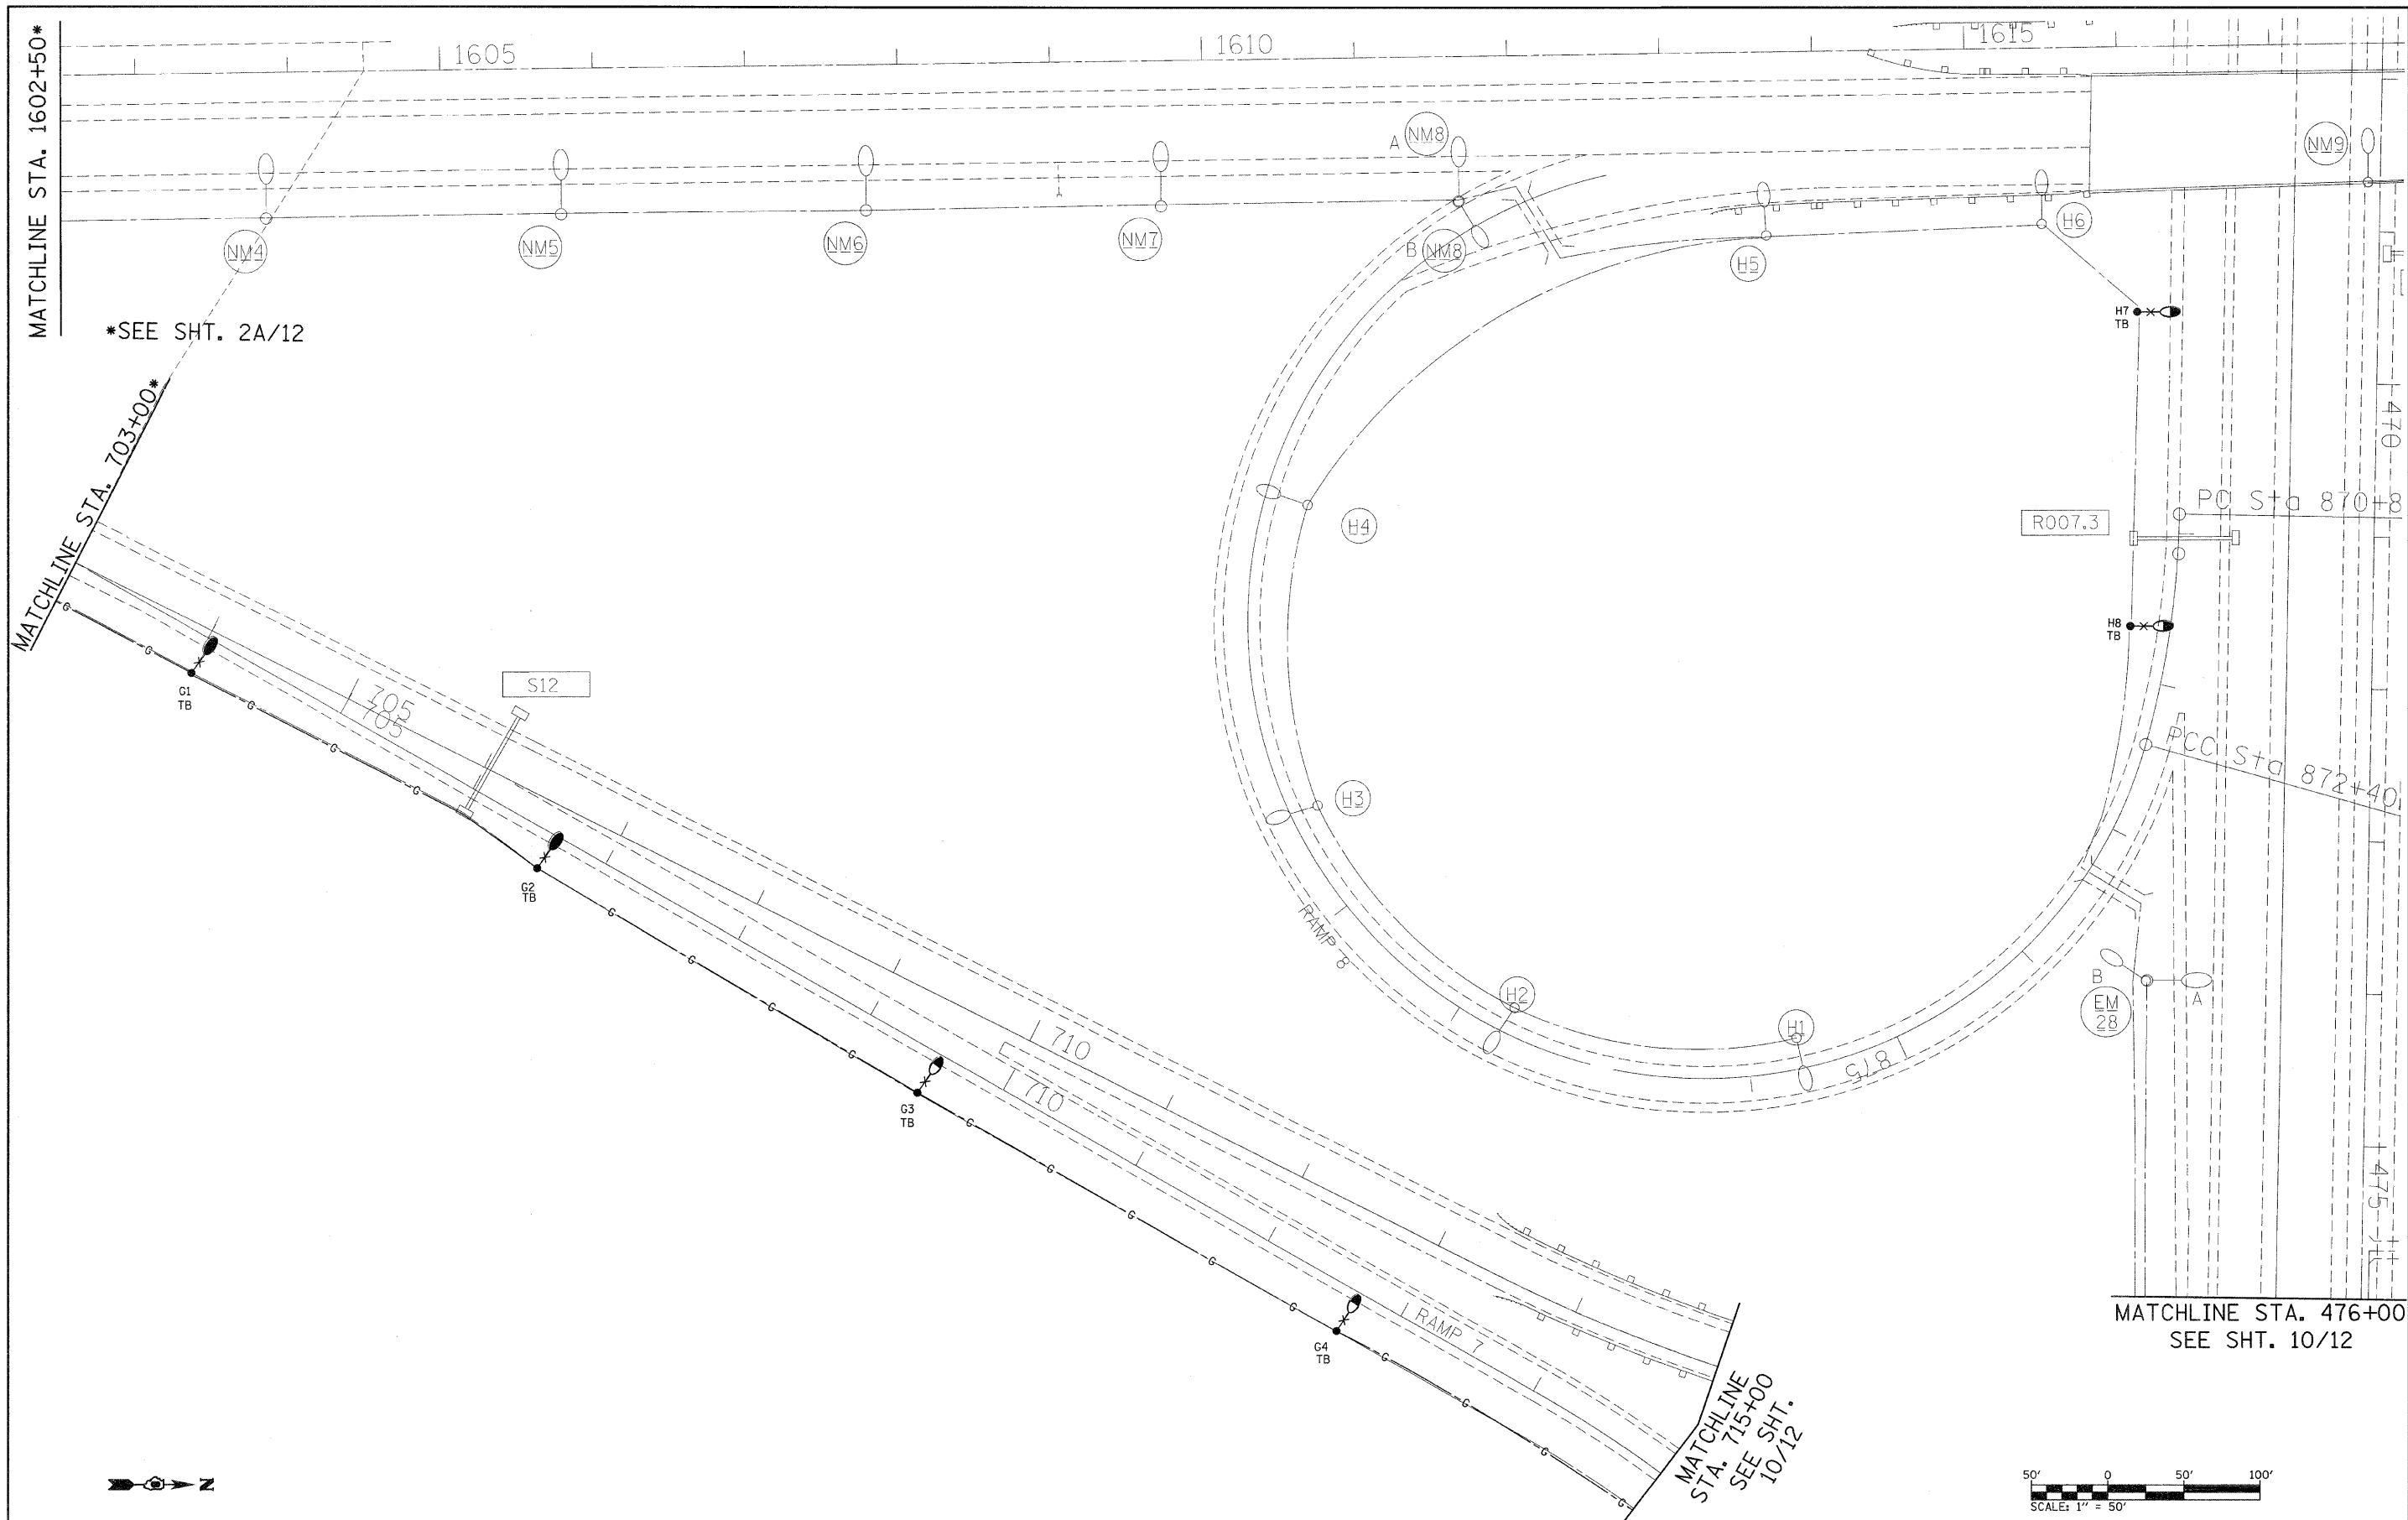 MATCHLINE STA. 1602+50*
1605
1610
1615
NM4
NM5
NM6
NM7
A
NM8
B
NM8
H5
H6
NM9
*SEE SHT. 2A/12
MATCHLINE STA. 703+00*
H7
TB
470
PC Sta 870+8
R007.3
H4
H8
TB
G1
TB
705
705
S12
PCC Sta 872+40
H3
G2
TB
RAMP 8
H2
H1
875
B
A
EM
28
710
710
G3
TB
475
G4
TB
RAMP 7
MATCHLINE STA. 476+00
SEE SHT. 10/12
MATCHLINE
STA. 715+00
SEE SHT.
10/12
N
50' 0 50' 100'
SCALE: 1" = 50'
G G G G G G G G G G G G G G G G G G G G G